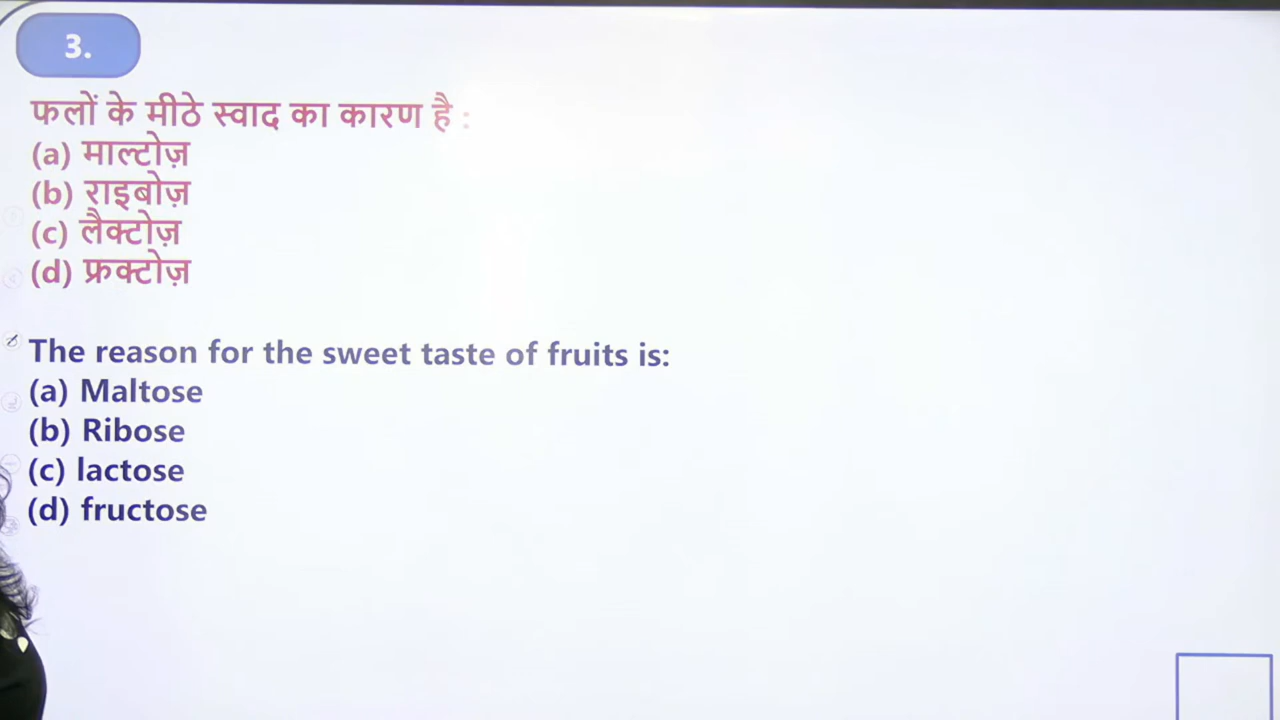 3.
फलों के मीठे स्वाद का कारण है :
(a) माल्टोज़
(b) राइबोज़
(c) लैक्टोज़
(d) फ्रक्टोज़
The reason for the sweet taste of fruits is:
(a) Maltose
(b) Ribose
(c) lactose
(d) fructose